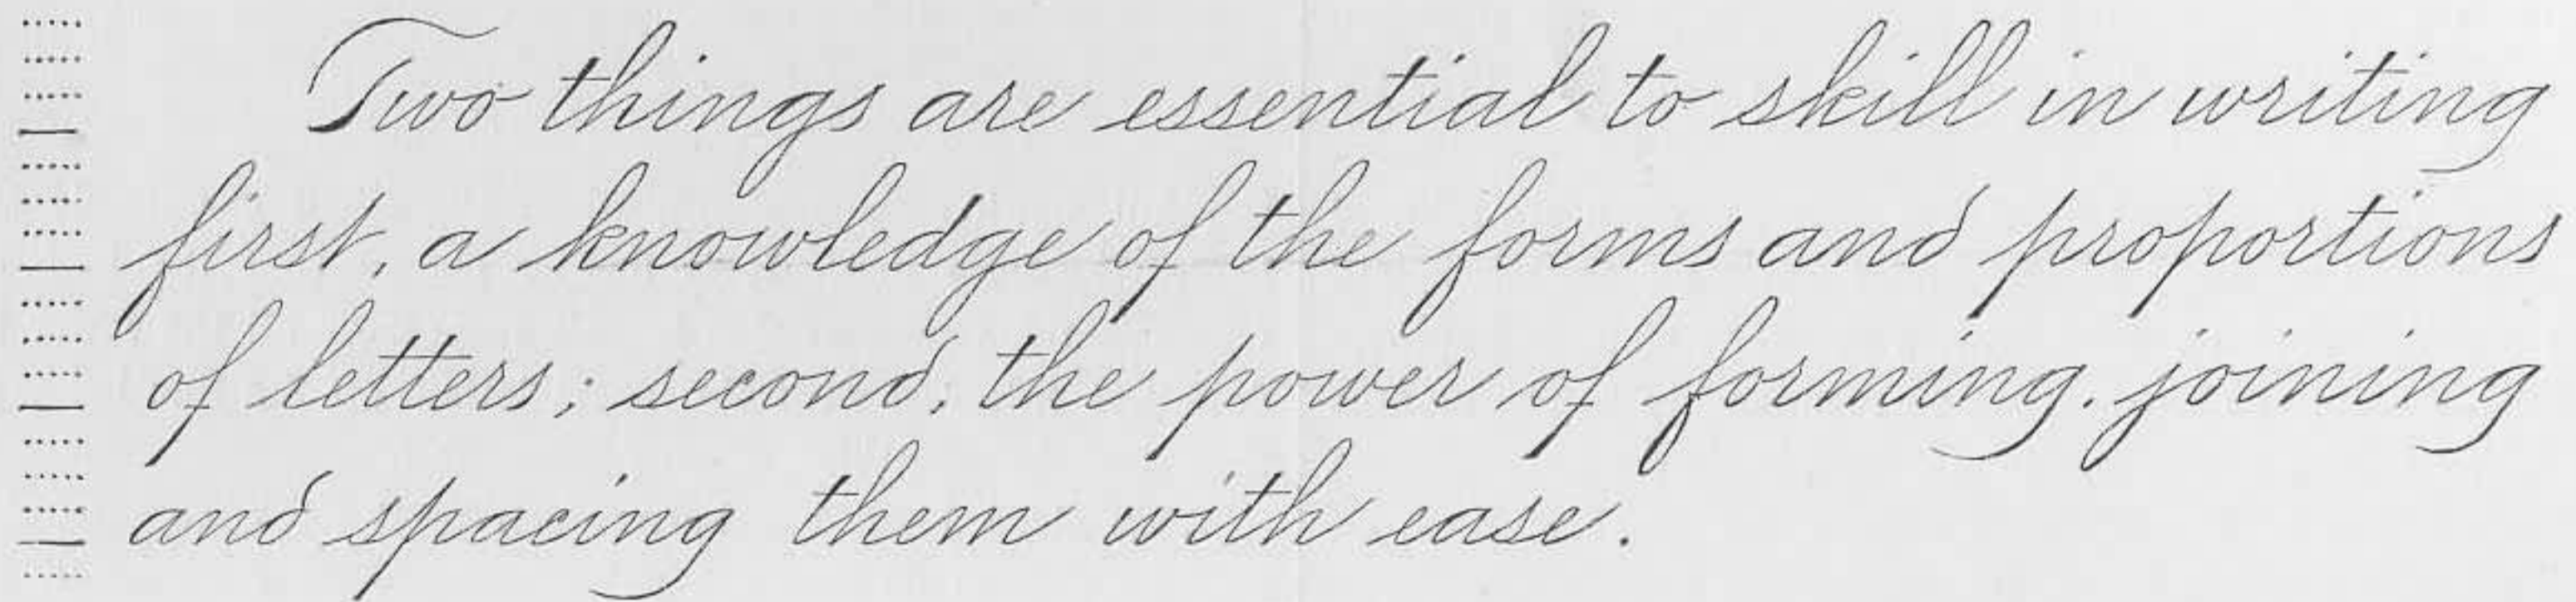 Two things are essential to skill in writing
first, a knowledge of the forms and proportions
of letters; second, the power of forming, joining
and spacing them with ease.